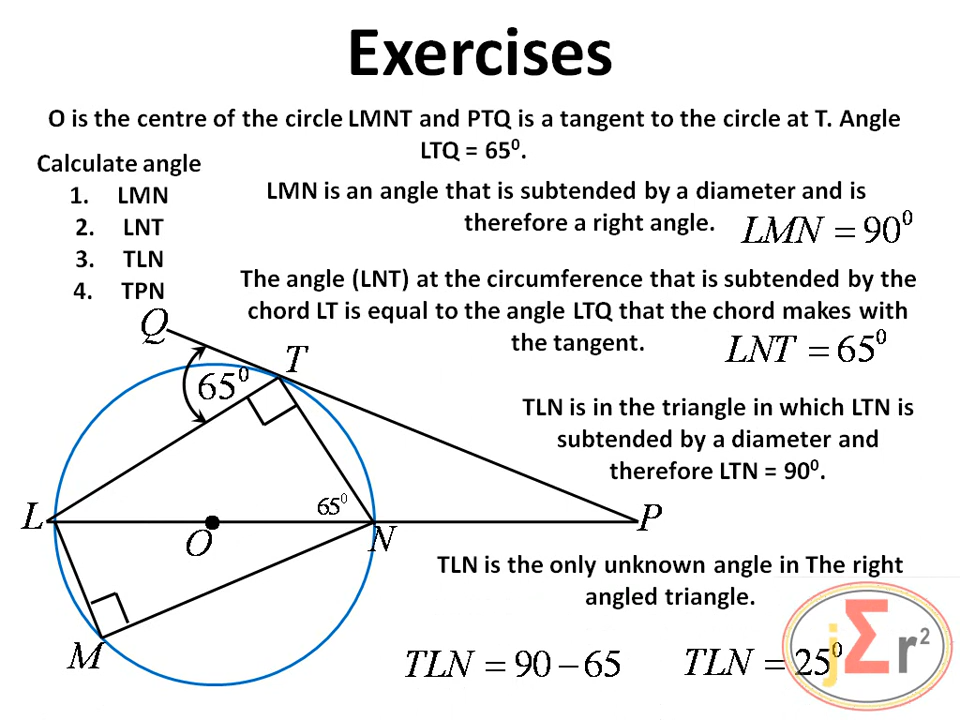 Exercises
O is the centre of the circle LMNT and PTQ is a tangent to the circle at T. Angle
LTQ = 65⁰.
Calculate angle
1. LMN
2. LNT
3. TLN
4. TPN
LMN is an angle that is subtended by a diameter and is
therefore a right angle.
LMN = 90⁰
The angle (LNT) at the circumference that is subtended by the
chord LT is equal to the angle LTQ that the chord makes with
the tangent.
LNT = 65⁰
Q
T
65⁰
TLN is in the triangle in which LTN is
subtended by a diameter and
therefore LTN = 90⁰.
65⁰
L
O
N
P
M
TLN is the only unknown angle in The right
angled triangle.
TLN = 90 − 65
TLN = 25⁰
jΣr²